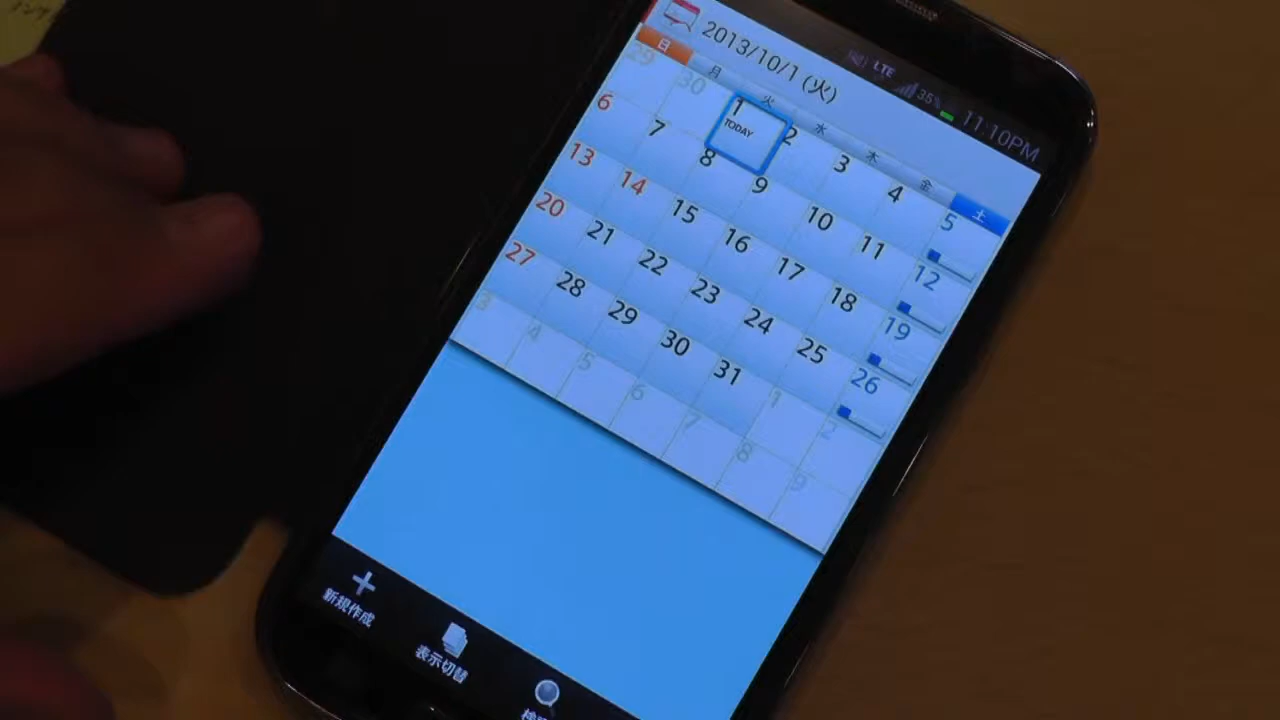 LTE 35% 11:10PM
2013/10/1 (火)
日 月 火 水 木 金 土
29 30 1 2 3 4 5
TODAY
6 7 8 9 10 11 12
13 14 15 16 17 18 19
20 21 22 23 24 25 26
27 28 29 30 31 1 2
3 4 5 6 7 8 9
新規作成
表示切替